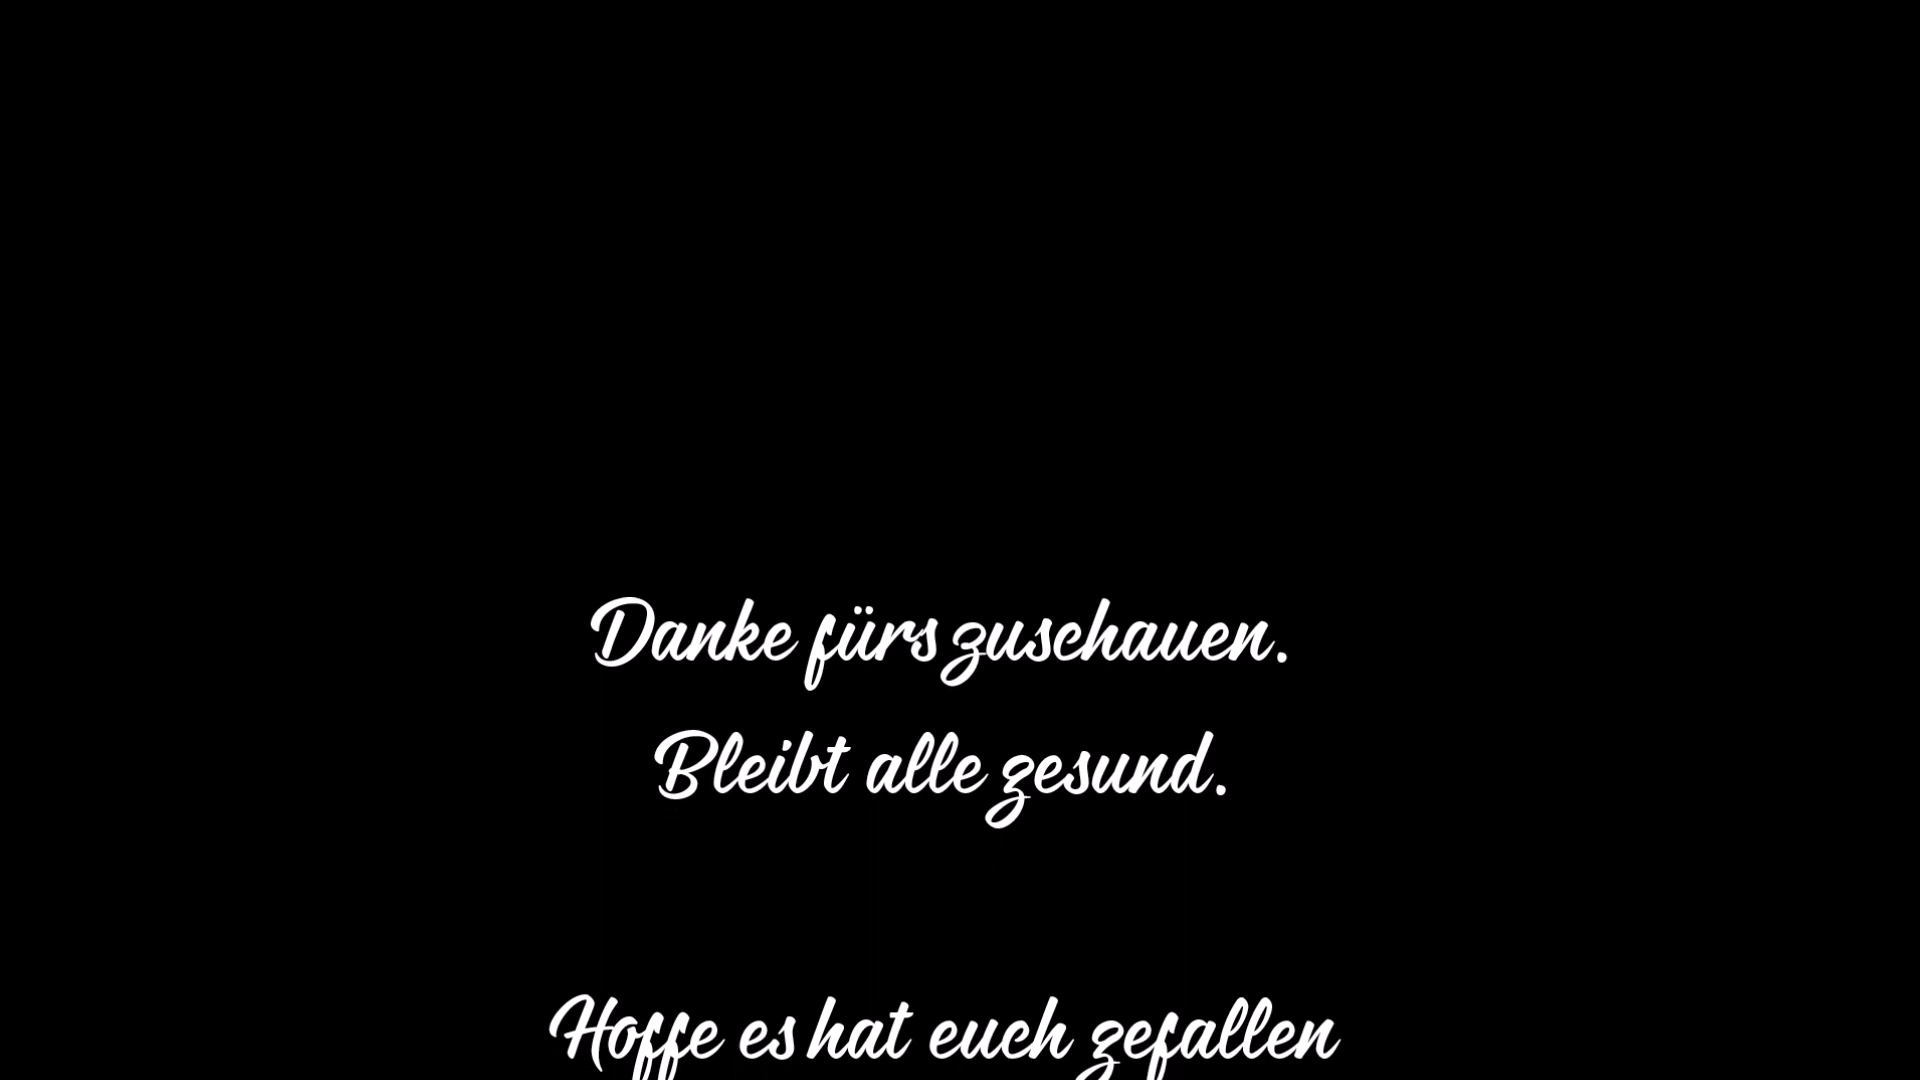 Danke fürs zuschauen.
Bleibt alle gesund.
Hoffe es hat euch gefallen